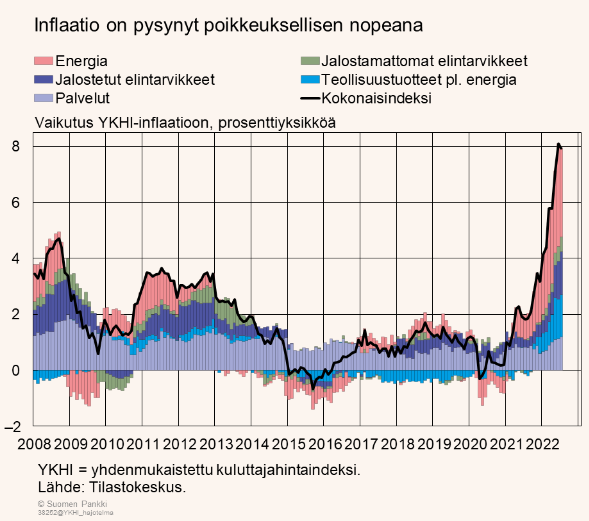 Inflaatio on pysynyt poikkeuksellisen nopeana
Energia
Jalostamattomat elintarvikkeet
Jalostetut elintarvikkeet
Teollisuustuotteet pl. energia
Palvelut
Kokonaisindeksi
Vaikutus YKHI-inflaatioon, prosenttiyksikköä
8
6
4
2
0
–2
2008 2009 2010 2011 2012 2013 2014 2015 2016 2017 2018 2019 2020 2021 2022
YKHI = yhdenmukaistettu kuluttajahintaindeksi.
Lähde: Tilastokeskus.
© Suomen Pankki
38252@YKHI_hajotelma